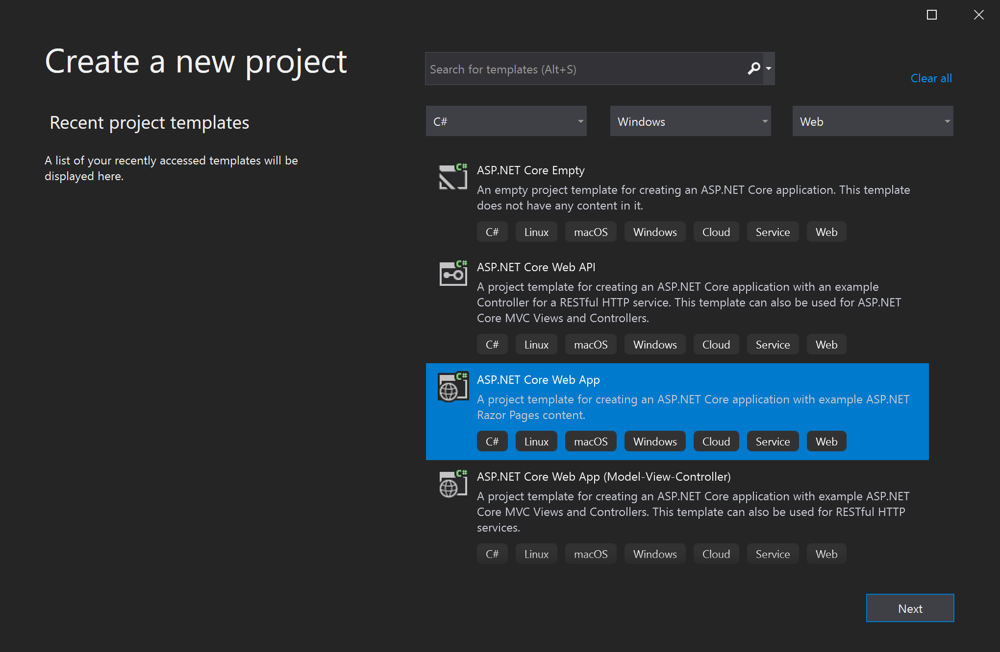 Create a new project
Search for templates (Alt+S)
Clear all
Recent project templates
C#
Windows
Web
A list of your recently accessed templates will be
displayed here.
C#
ASP.NET Core Empty
An empty project template for creating an ASP.NET Core application. This template
does not have any content in it.
C# Linux macOS Windows Cloud Service Web
C#
ASP.NET Core Web API
A project template for creating an ASP.NET Core application with an example
Controller for a RESTful HTTP service. This template can also be used for ASP.NET
Core MVC Views and Controllers.
C# Linux macOS Windows Cloud Service Web
C#
ASP.NET Core Web App
A project template for creating an ASP.NET Core application with example ASP.NET
Razor Pages content.
C# Linux macOS Windows Cloud Service Web
C#
ASP.NET Core Web App (Model-View-Controller)
A project template for creating an ASP.NET Core application with example ASP.NET
Core MVC Views and Controllers. This template can also be used for RESTful HTTP
services.
C# Linux macOS Windows Cloud Service Web
Next